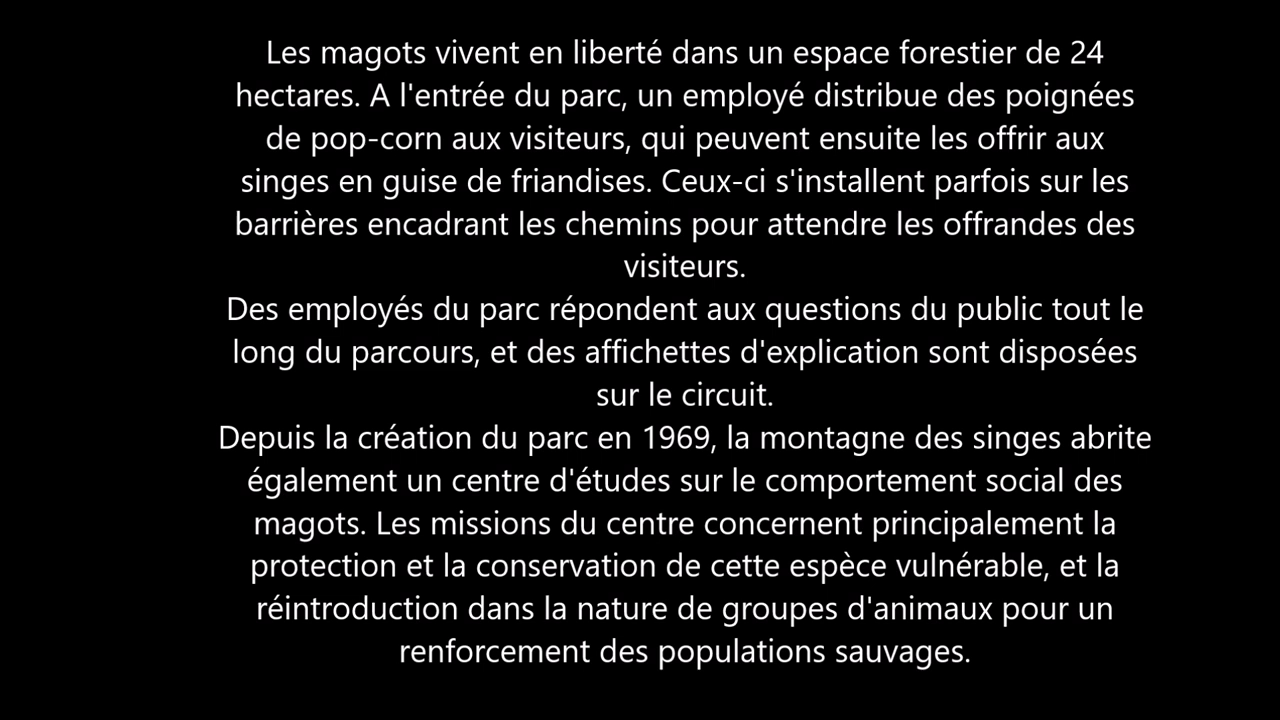 Les magots vivent en liberté dans un espace forestier de 24
hectares. A l'entrée du parc, un employé distribue des poignées
de pop-corn aux visiteurs, qui peuvent ensuite les offrir aux
singes en guise de friandises. Ceux-ci s'installent parfois sur les
barrières encadrant les chemins pour attendre les offrandes des
visiteurs.
Des employés du parc répondent aux questions du public tout le
long du parcours, et des affichettes d'explication sont disposées
sur le circuit.
Depuis la création du parc en 1969, la montagne des singes abrite
également un centre d'études sur le comportement social des
magots. Les missions du centre concernent principalement la
protection et la conservation de cette espèce vulnérable, et la
réintroduction dans la nature de groupes d'animaux pour un
renforcement des populations sauvages.